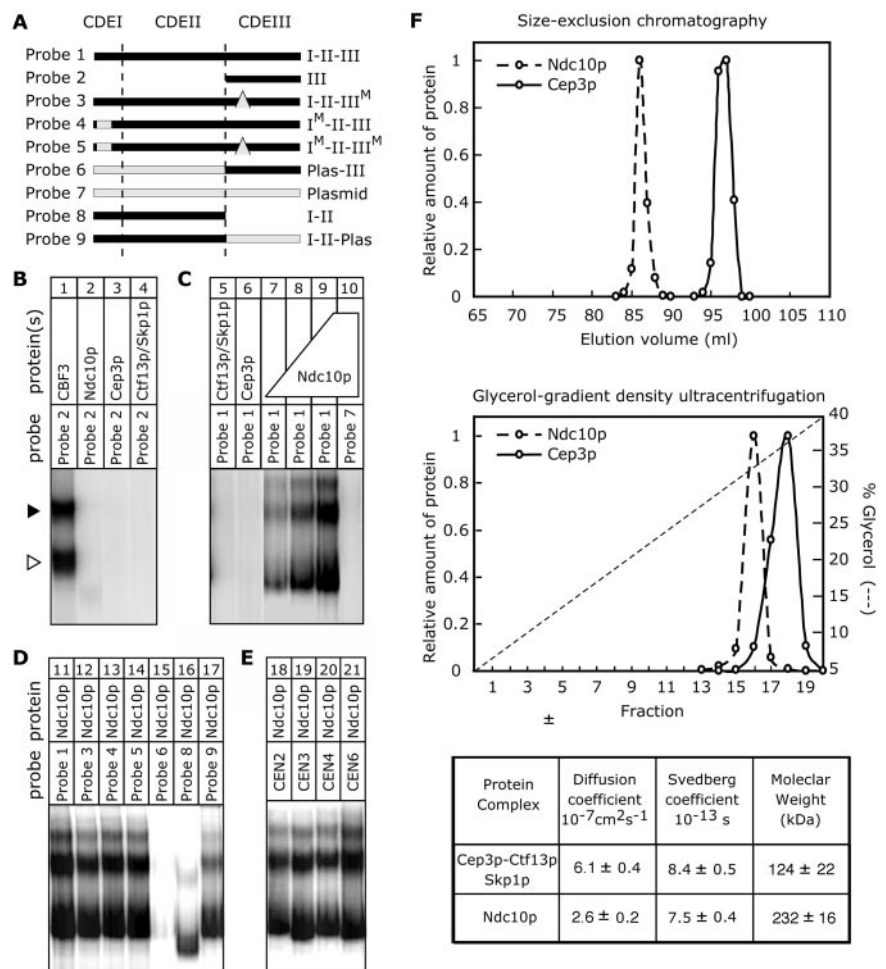 A
CDEI CDEII CDEIII
Probe 1 I-II-III
Probe 2 III
Probe 3 I-II-IIIM
Probe 4 IM-II-III
Probe 5 IM-II-IIIM
Probe 6 Plas-III
Probe 7 Plasmid
Probe 8 I-II
Probe 9 I-II-Plas
B
protein(s)
probe
1 2 3 4
CBF3 Ndc10p Cep3p Ctf13p/Skp1p
Probe 2 Probe 2 Probe 2 Probe 2
C
5 6 7 8 9 10
Ctf13p/Skp1p Cep3p Ndc10p
Probe 1 Probe 1 Probe 1 Probe 1 Probe 1 Probe 7
D
probe protein
11 12 13 14 15 16 17
Ndc10p Ndc10p Ndc10p Ndc10p Ndc10p Ndc10p Ndc10p
Probe 1 Probe 3 Probe 4 Probe 5 Probe 6 Probe 8 Probe 9
E
18 19 20 21
Ndc10p Ndc10p Ndc10p Ndc10p
CEN2 CEN3 CEN4 CEN6
F
Size-exclusion chromatography
Relative amount of protein
1
0.8
0.6
0.4
0.2
0
Ndc10p
Cep3p
65 70 75 80 85 90 95 100 105 110
Elution volume (ml)
Glycerol-gradient density ultracentrifugation
Relative amount of protein
1
0.8
0.6
0.4
0.2
0
Ndc10p
Cep3p
40
35
30
25
20
15
10
5
% Glycerol (---)
1 3 5 7 9 11 13 15 17 19
Fraction
±
Protein Complex
Diffusion coefficient 10-7cm2s-1
Svedberg coefficient 10-13 s
Moleclar Weight (kDa)
Cep3p-Ctf13p Skp1p
6.1 ± 0.4
8.4 ± 0.5
124 ± 22
Ndc10p
2.6 ± 0.2
7.5 ± 0.4
232 ± 16